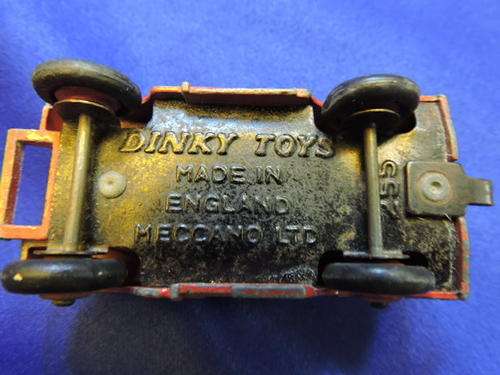 DINKY TOYS
MADE IN
ENGLAND
MECCANO LTD
255